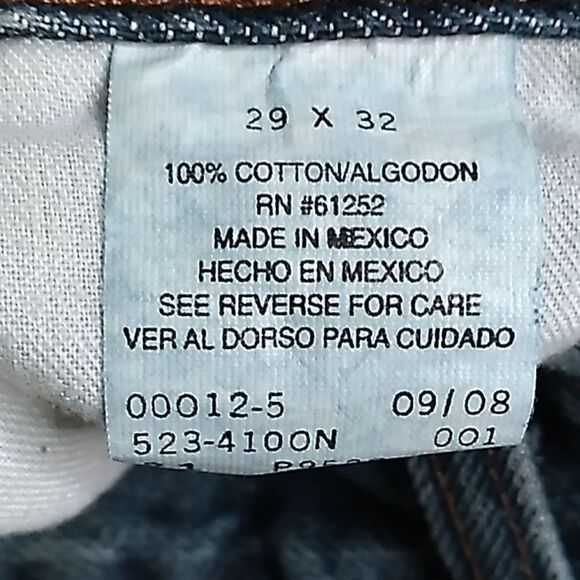 29 X 32
100% COTTON/ALGODON
RN #61252
MADE IN MEXICO
HECHO EN MEXICO
SEE REVERSE FOR CARE
VER AL DORSO PARA CUIDADO
00012-5 09/08
523-4100N 001